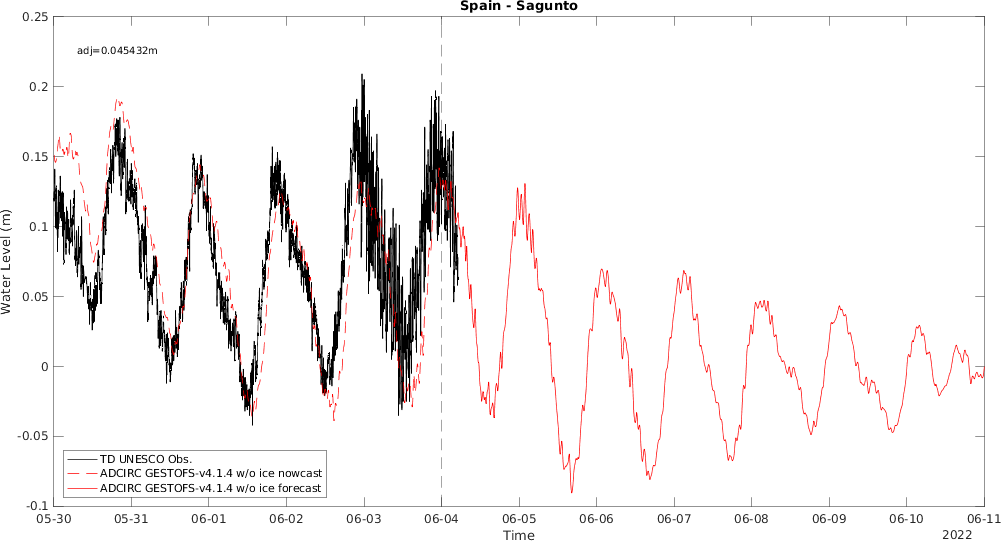 Spain - Sagunto
0.25
adj=0.045432m
0.2
0.15
0.1
0.05
0
-0.05
-0.1
Water Level (m)
TD UNESCO Obs.
ADCIRC GESTOFS-v4.1.4 w/o ice nowcast
ADCIRC GESTOFS-v4.1.4 w/o ice forecast
05-30 05-31 06-01 06-02 06-03 06-04 06-05 06-06 06-07 06-08 06-09 06-10 06-11
Time
2022